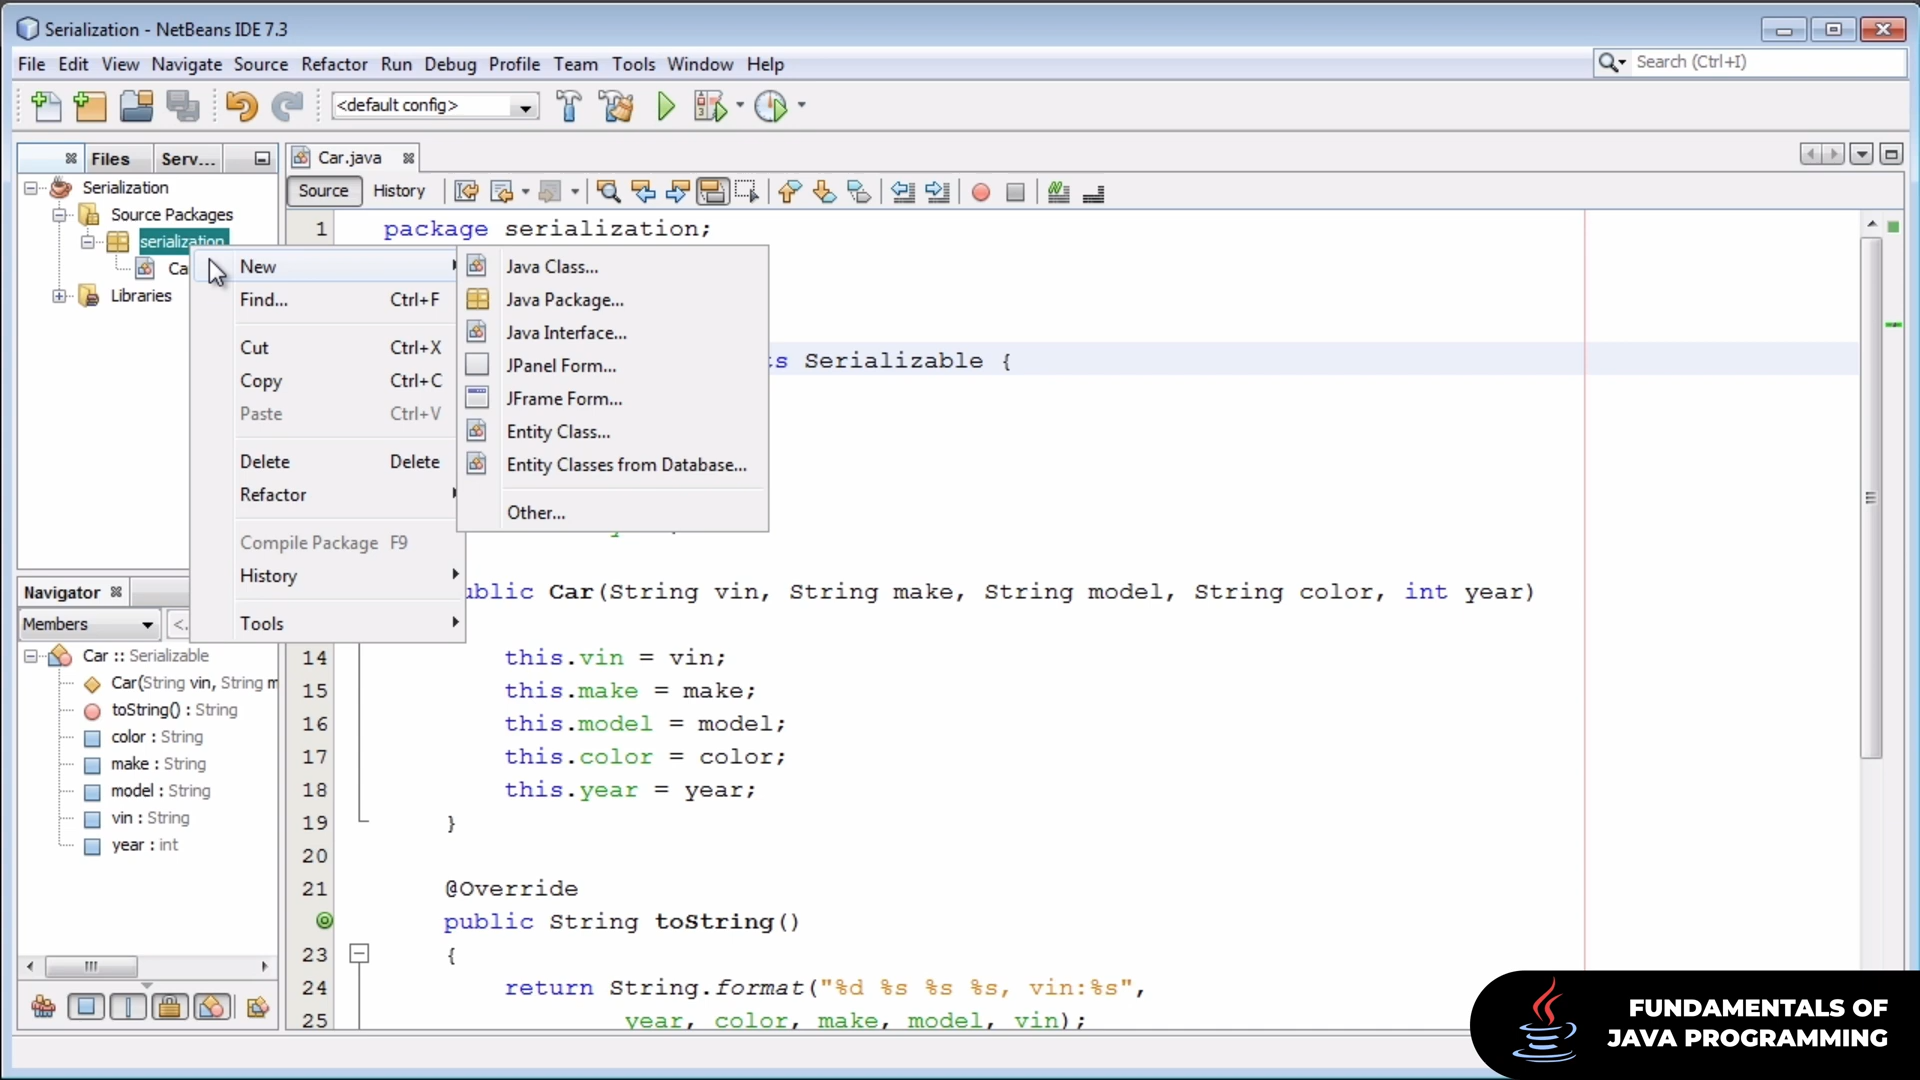 Serialization - NetBeans IDE 7.3
File Edit View Navigate Source Refactor Run Debug Profile Team Tools Window Help
Search (Ctrl+I)
<default config>
Files
Serv...
Car.java
Source History
Serialization
Source Packages
serialization
Ca
Libraries
New
Find... Ctrl+F
Cut Ctrl+X
Copy Ctrl+C
Paste Ctrl+V
Delete Delete
Refactor
Compile Package F9
History
Tools
Java Class...
Java Package...
Java Interface...
JPanel Form...
JFrame Form...
Entity Class...
Entity Classes from Database...
Other...
Navigator
Members
<.
Car :: Serializable
Car(String vin, String m
toString() : String
color : String
make : String
model : String
vin : String
year : int
1 package serialization;
ts Serializable {
ublic Car(String vin, String make, String model, String color, int year)
14 this.vin = vin;
15 this.make = make;
16 this.model = model;
17 this.color = color;
18 this.year = year;
19 }
20
21 @Override
public String toString()
23 {
24 return String.format("%d %s %s %s, vin:%s",
25 year, color, make, model, vin);
FUNDAMENTALS OF
JAVA PROGRAMMING